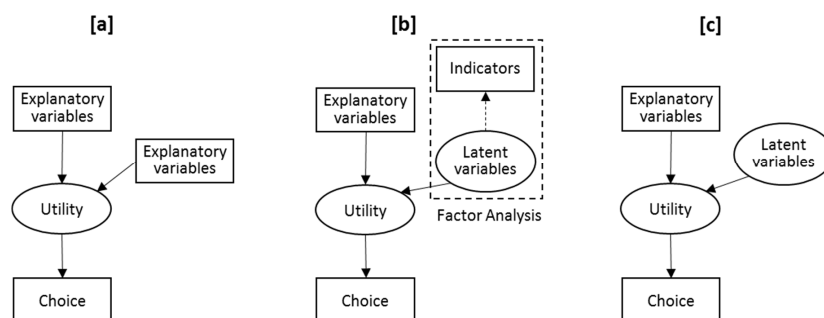 [a]
Explanatory
variables
Explanatory
variables
Utility
Choice
[b]
Indicators
Explanatory
variables
Latent
variables
Utility
Factor Analysis
Choice
[c]
Explanatory
variables
Latent
variables
Utility
Choice